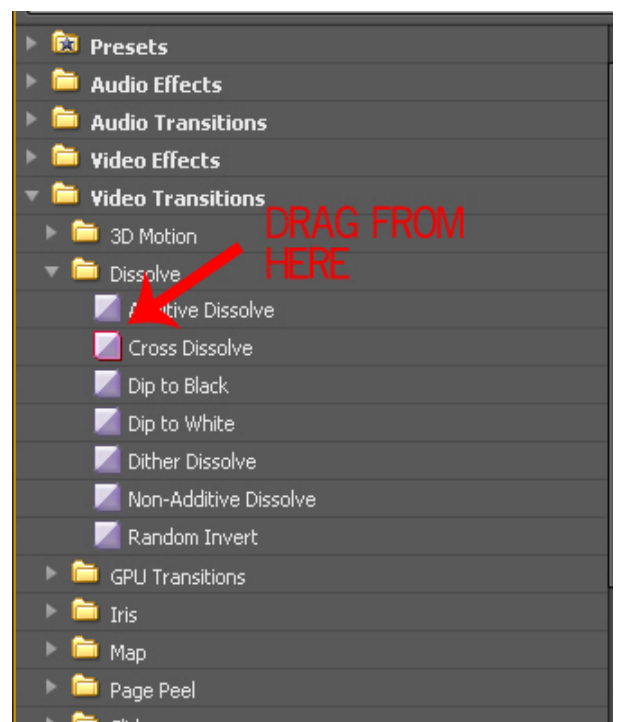 Presets
Audio Effects
Audio Transitions
Video Effects
Video Transitions
3D Motion
DRAG FROM
HERE
Dissolve
Dissolve
Cross Dissolve
Dip to Black
Dip to White
Dither Dissolve
Non-Additive Dissolve
Random Invert
GPU Transitions
Iris
Map
Page Peel